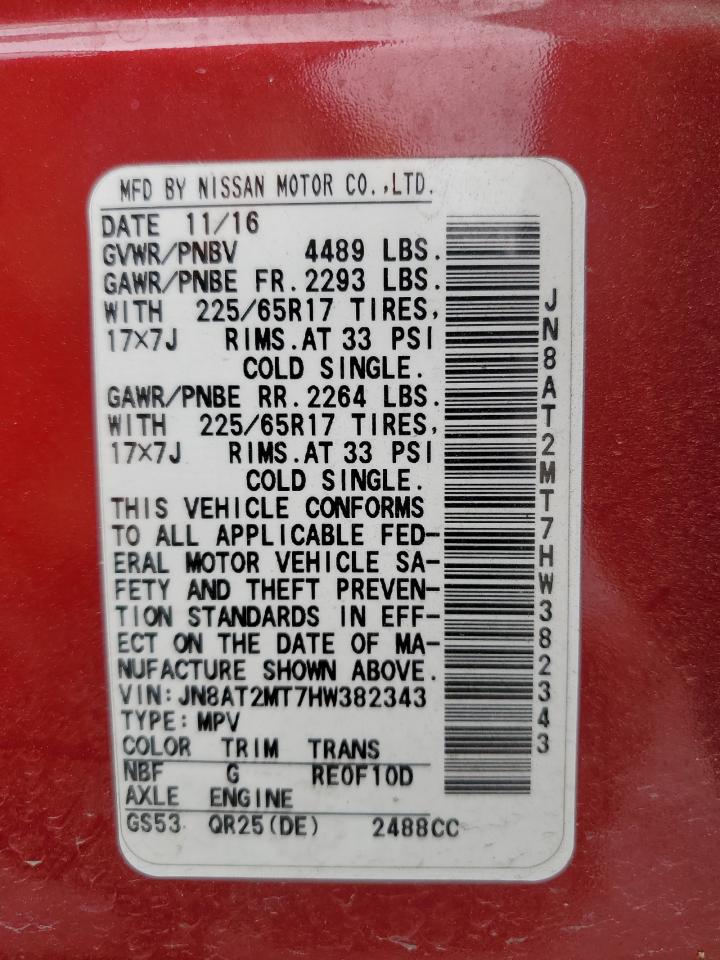 MFD BY NISSAN MOTOR CO.,LTD.
DATE 11/16
GVWR/PNBV 4489 LBS.
GAWR/PNBE FR.2293 LBS.
WITH 225/65R17 TIRES,
17×7J RIMS.AT 33 PSI
COLD SINGLE.
GAWR/PNBE RR.2264 LBS.
WITH 225/65R17 TIRES,
17×7J RIMS.AT 33 PSI
COLD SINGLE.
THIS VEHICLE CONFORMS
TO ALL APPLICABLE FED-
ERAL MOTOR VEHICLE SA-
FETY AND THEFT PREVEN-
TION STANDARDS IN EFF-
ECT ON THE DATE OF MA-
NUFACTURE SHOWN ABOVE.
VIN:JN8AT2MT7HW382343
TYPE:MPV
COLOR TRIM TRANS
NBF G RE0F10D
AXLE ENGINE
GS53 QR25(DE) 2488CC
JN8AT2MT7HW382343